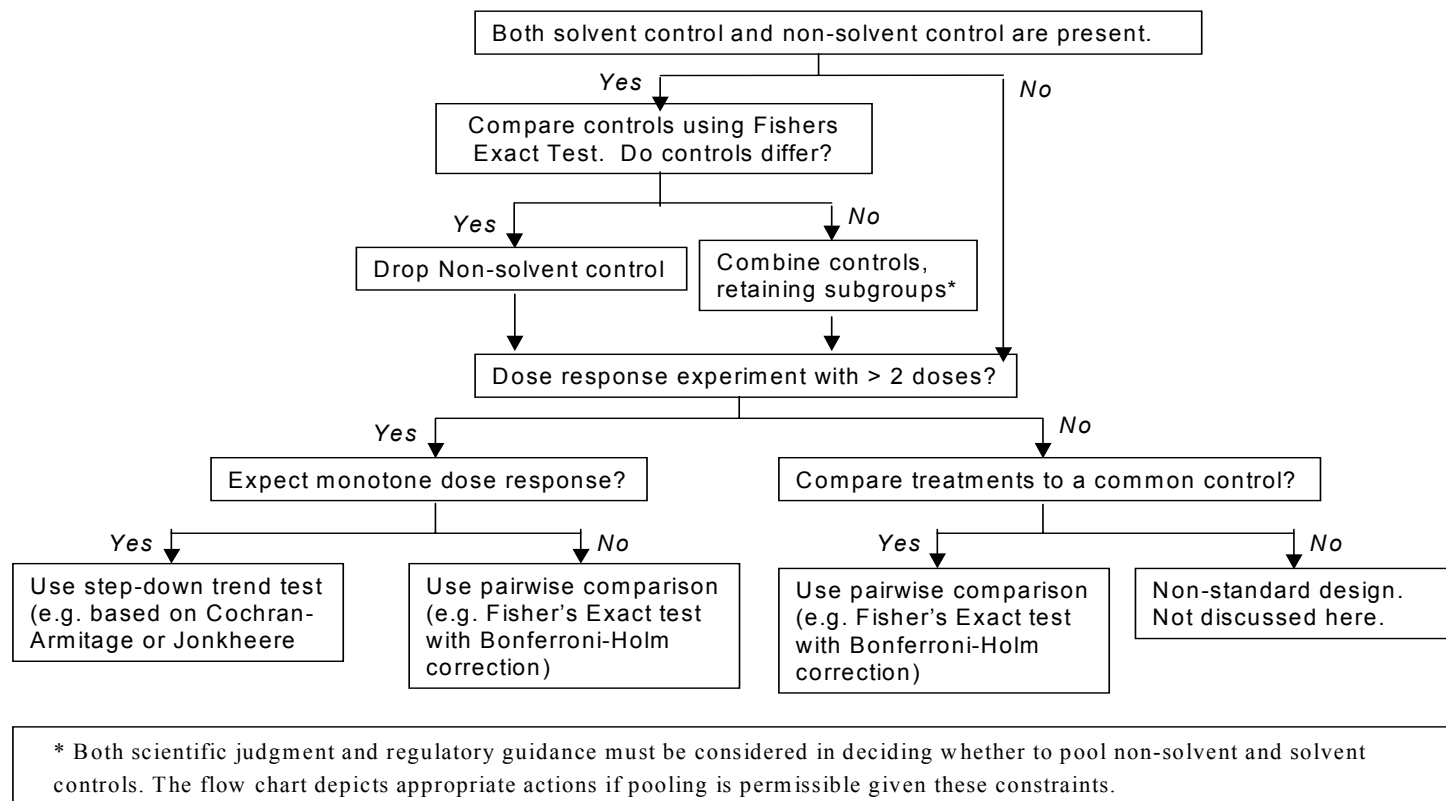 Both solvent control and non-solvent control are present.
Yes
No
Compare controls using Fishers
Exact Test.  Do controls differ?
Yes
No
Drop Non-solvent control
Combine controls,
retaining subgroups*
Dose response experiment with > 2 doses?
Yes
No
Expect monotone dose response?
Compare treatments to a common control?
Yes
No
Yes
No
Use step-down trend test
(e.g. based on Cochran-
Armitage or Jonkheere
Use pairwise comparison
(e.g. Fisher’s Exact test
with Bonferroni-Holm
correction)
Use pairwise comparison
(e.g. Fisher’s Exact test
with Bonferroni-Holm
correction)
Non-standard design.
Not discussed here.
* Both scientific judgment and regulatory guidance must be considered in deciding whether to pool non-solvent and solvent
controls. The flow chart depicts appropriate actions if pooling is permissible given these constraints.